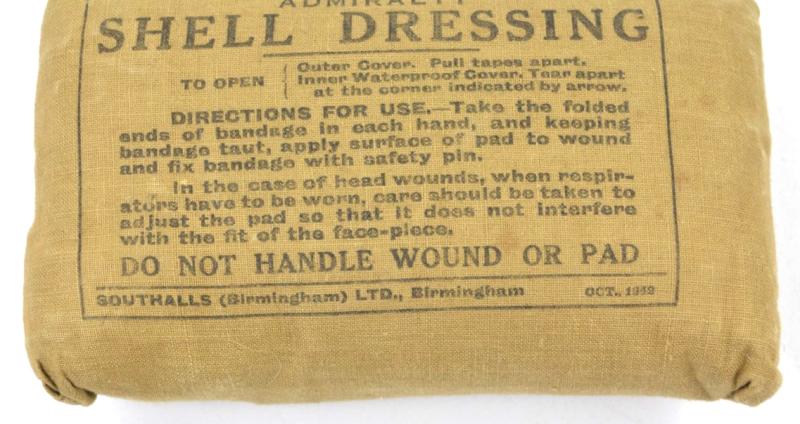 ADMIRALTY
SHELL DRESSING
TO OPEN { Outer Cover. Pull tapes apart.
Inner Waterproof Cover. Tear apart
at the corner indicated by arrow.
DIRECTIONS FOR USE.—Take the folded
ends of bandage in each hand, and keeping
bandage taut, apply surface of pad to wound
and fix bandage with safety pin.
In the case of head wounds, when respir-
ators have to be worn, care should be taken to
adjust the pad so that it does not interfere
with the fit of the face-piece.
DO NOT HANDLE WOUND OR PAD
SOUTHALLS (Birmingham) LTD., Birmingham
OCT.,